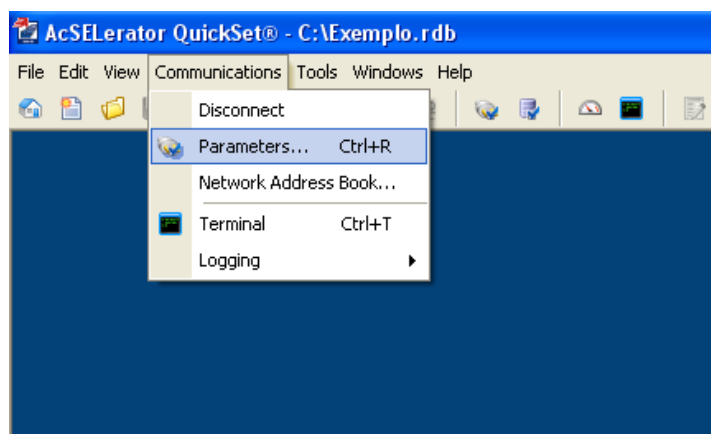 AcSELerator QuickSet® - C:\Exemplo.rdb
File Edit View Communications Tools Windows Help
Disconnect
Parameters... Ctrl+R
Network Address Book...
Terminal Ctrl+T
Logging